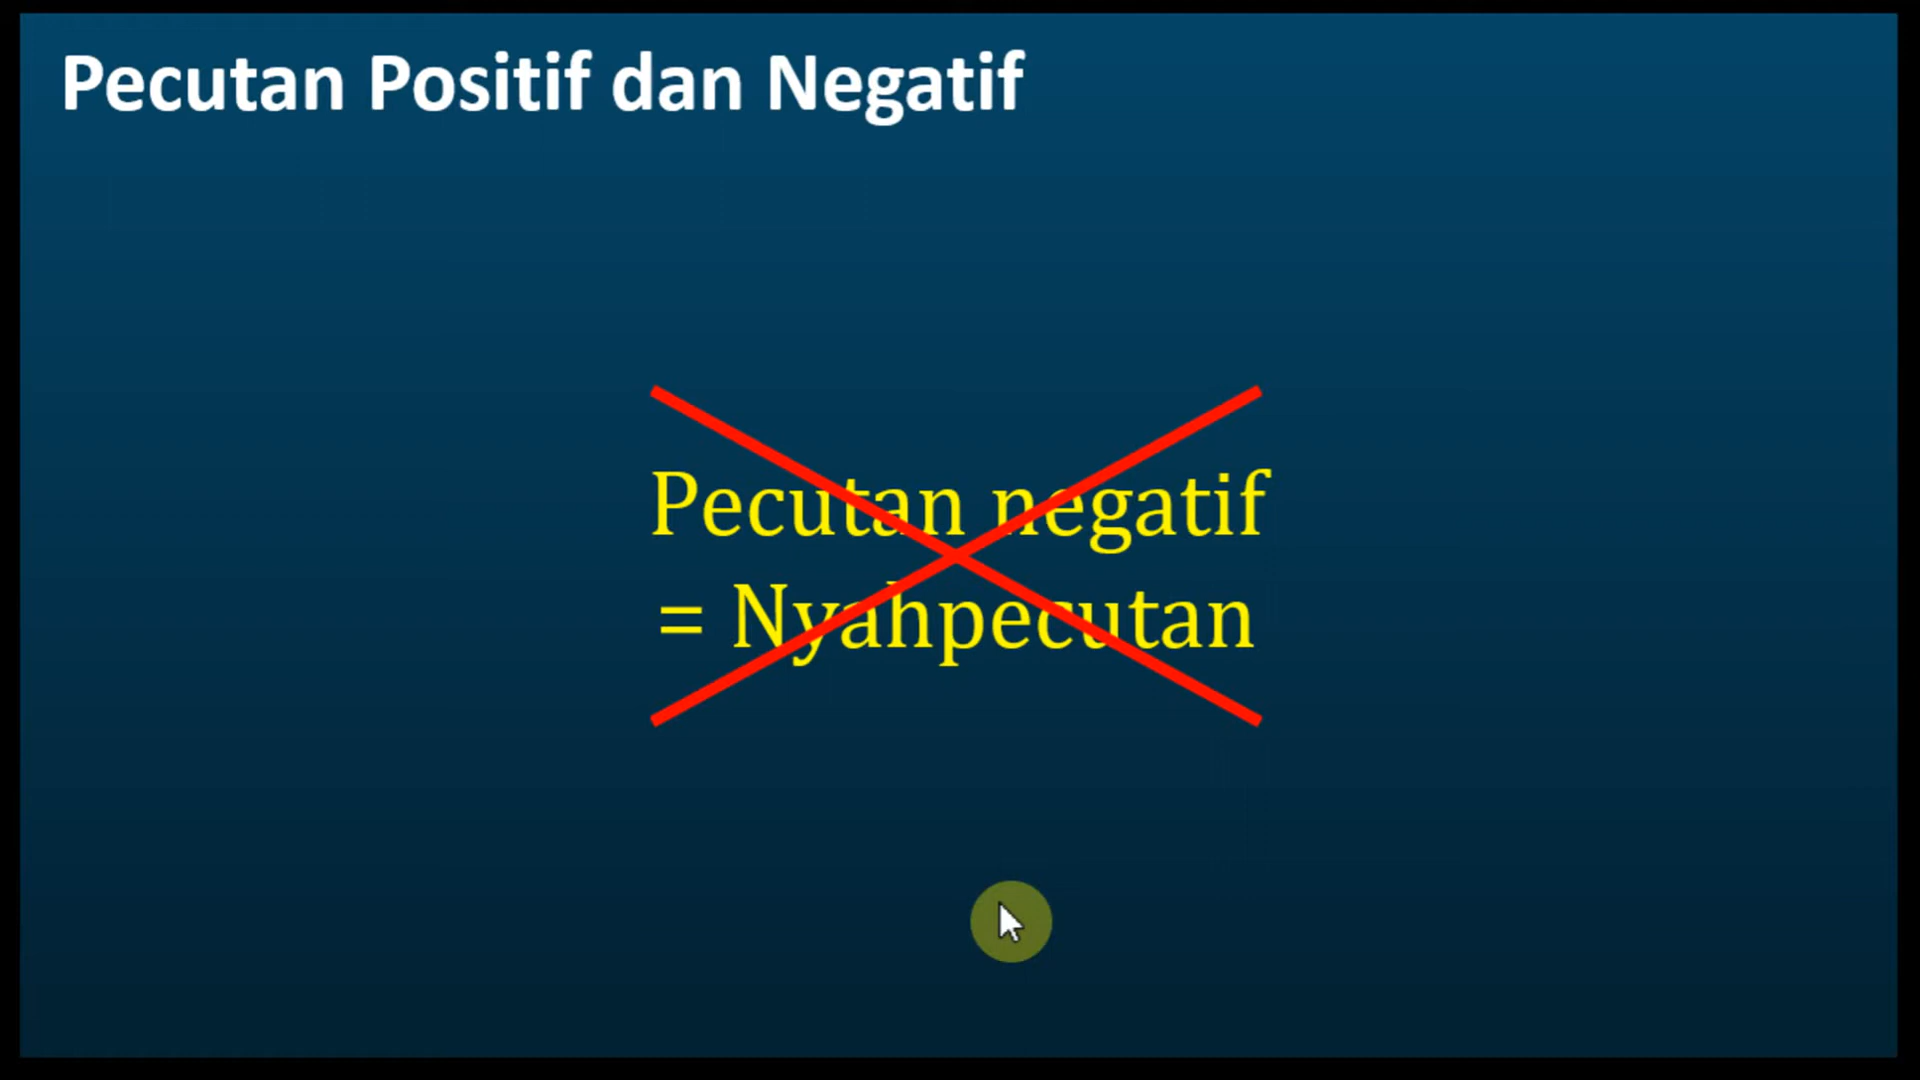 Pecutan Positif dan Negatif
Pecutan negatif
= Nyahpecutan